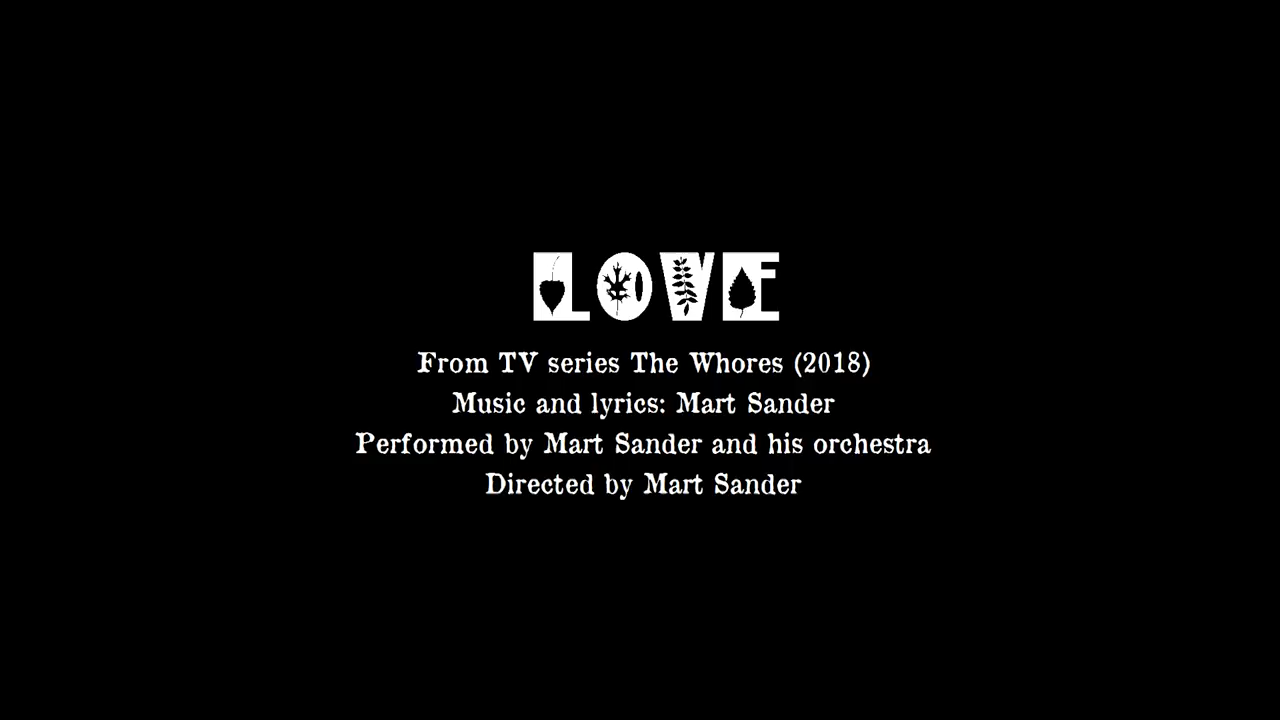 LOVE
From TV series The Whores (2018)
Music and lyrics: Mart Sander
Performed by Mart Sander and his orchestra
Directed by Mart Sander